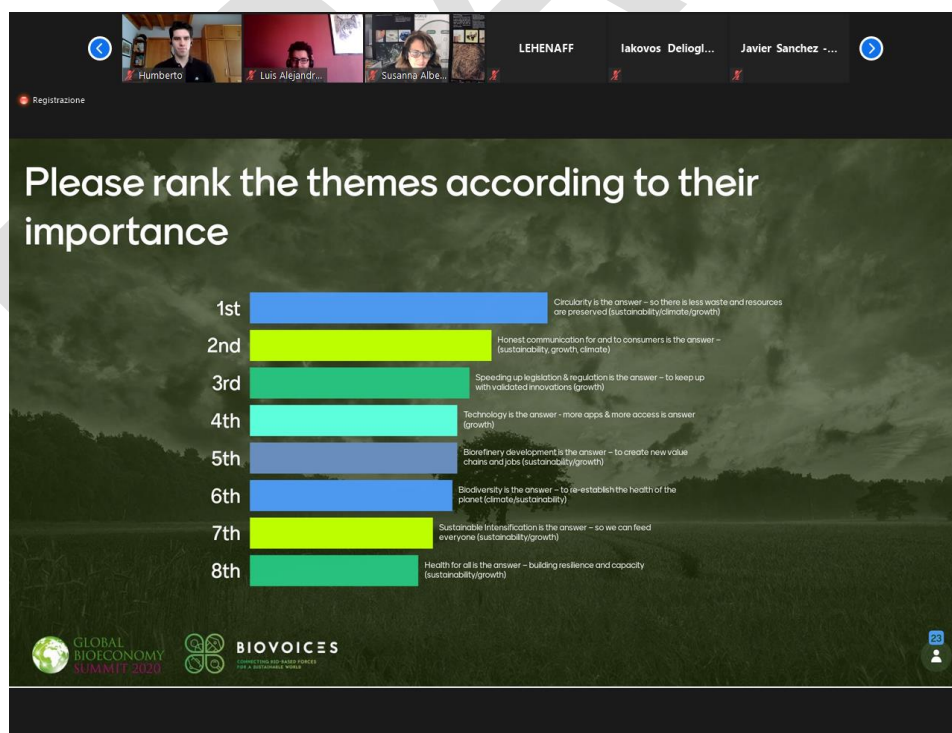 LEHENAFF
Iakovos Deliogl...
Javier Sanchez -...
Humberto
Luis Alejandr...
Susanna Albe...
Registrazione
Please rank the themes according to their
importance
1st
Circularity is the answer – so there is less waste and resources
are preserved (sustainability/climate/growth)
2nd
Honest communication for and to consumers is the answer –
(sustainability, growth, climate)
3rd
Speeding up legislation & regulation is the answer – to keep up
with validated innovations (growth)
4th
Technology is the answer - more apps & more access is answer
(growth)
5th
Biorefinery development is the answer – to create new value
chains and jobs (sustainability/growth)
6th
Biodiversity is the answer – to re-establish the health of the
planet (climate/sustainability)
7th
Sustainable Intensification is the answer – so we can feed
everyone (sustainability/growth)
8th
Health for all is the answer – building resilience and capacity
(sustainability/growth)
GLOBAL
BIOECONOMY
SUMMIT 2020
BIOVOICES
CONNECTING BIO-BASED FORCES
FOR A SUSTAINABLE WORLD
23